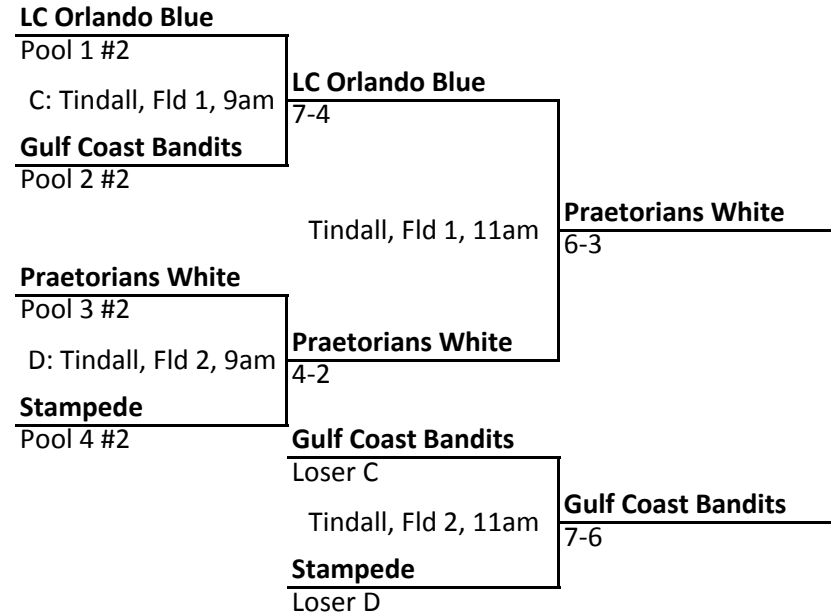 LC Orlando Blue
Pool 1 #2
C: Tindall, Fld 1, 9am
LC Orlando Blue
7-4
Gulf Coast Bandits
Pool 2 #2
Tindall, Fld 1, 11am
Praetorians White
6-3
Praetorians White
Pool 3 #2
D: Tindall, Fld 2, 9am
Praetorians White
4-2
Stampede
Pool 4 #2
Gulf Coast Bandits
Loser C
Tindall, Fld 2, 11am
Gulf Coast Bandits
7-6
Stampede
Loser D